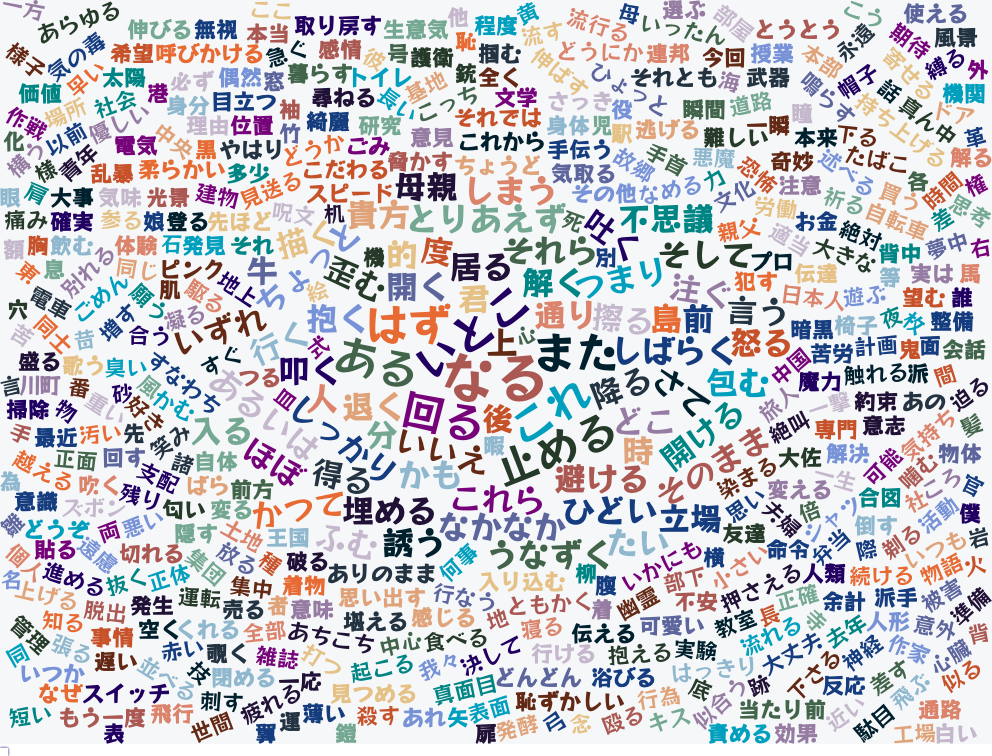 一方 あらゆる 伸びる 無視 ここ 本当 取り戻す 生意気 他 程度 黄 流す 流行る 母 いったん 選ぶ 部屋 とうとう こう 使える
様子 気の毒 希望 呼びかける 急ぐ 感情 後 号 護衛 恥 掴む 伸ばす どうにか 連邦 今回 授業 本部 永遠 期待 寄せる 縛る 風景
早い 太陽 必ず 偶然 窓 暮らす トイレ 基地 銃 全く ひょっと それとも 海 武器 鳴らす 帽子 話 真ん中 外
価値 場所 社会 港 身分 目立つ 袖 尋ねる 長い こっち 文学 さっき 役 瞬間 道路 瞳 持ち上げる ドア 機関
作戦 以前 優しい 理由 位置 竹 綺麗 研究 それでは 身体 児 駅 逃げる 難しい 一瞬 本来 下る 革
化 構う 様 青年 電気 中央 黒 やはり どうか ごみ 意見 これから 手伝う 故郷 手首 悪魔 奇妙 述べる たばこ 解る
乱暴 柔らかい 多少 見送る こだわる 脅かす ちょうど 気取る その他 なめる 力 文化 恐怖 注意 祈る 買う 各 時間 権
眼 肩 大事 気味 光景 建物 スピード 母親 しまう 労働 お金 自転車 差 思考
痛み 確実 参る 娘 登る 先ほど 呪文 机 貴方 とりあえず 死 吐く 不思議 親父 適当 絶対 大きな 背中 夢中 右
額 胸 飲む 体験 石 発見 それ 描く 機 的 度 それら 別 そして プロ
東 息 別れる 同じ ピンク 地上 牛 ちょっと 歪む 開く 居る 解く つまり 犯す 伝達 等 実は 馬
穴 電車 ごめん 願う 肌 駆る 絵 君 しかし 注ぐ 言う 日本人 遊ぶ 望む 誰
苦 同士 昔 増す 合う 凝る いずれ 行く 抱く はず 上 心 通り 擦る 島 前 怒る 暗黒 椅子 夜 冬 整備
盛る 歌う 臭い すなわち すぐ ある また しばらく 中国 苦労 計画 鬼 面 会話
言 川 町 番 砂 風 かむ つる 叩く なる 降る さて 包む 魔力 触れる 派 間
掃除 物 重い 好き あるいは 皿 人 退く 回る 後 これ どこ 開ける 旅人 一撃 約束 あの 迫る
手 最近 汚い 先 笑み 入る しっかり 分 いいえ 暇 止める 時 絶叫 専門 意志 髪
越える 正面 回す 諸 自体 ほぼ 得る かも 避ける そのまま 染まる 大佐 解決 可能 気持ち 物体
為 意識 吹く 支配 ばら 前方 これら 思い 変える 一生 噛む 官
ズボン 残り 匂い 変る かつて 埋める ひどい 立場 夫婦 倍 シャツ 合図 社 ころ 僕
雑 どうぞ 両 悪い 隠す 土地 王国 ふむ 誘う なかなか たい 友達 弁当 倒す 剃る 活動 岩
個人 貼る 遠慮 切れる 集団 放る 種 破る ありのまま 何事 うなずく いかにも 横 小さい 命令 際 いつも 火
名 上げる 進める 抜く 正体 集中 着物 思い出す 行なう 入り込む 柳 腹 部下 押さえる 人類 続ける 物語
知る 脱出 発生 運転 売る 者 意味 堪える 感じる 地 ともかく 着 幽霊 不安 教室 長 正確 余計 派手 被害 準備
管理 張る 事情 空く くれる 全部 あちこち 中心 食べる 寝る 伝える 可愛い 流れる 去年 人形 意外 背
同じ 遅い 赤い 覗く 雑誌 打つ 起こる 我々 決して 行ける 抱える 実験 大丈夫 神経 作家 心臓
いつか 並べる 技 閉める 一応 見つめる 真面目 とんとん 浴びる はっきり 下さる 反応 差す 飛ぶ 似る
なぜ スイッチ 刺す 疲れる 薄い 殺す あれ 矢 表面 恥ずかしい 行為 底 似合う 跡 当たり前 近い 駄目 通路
短い もう一度 飛行 表 世間 翼 運 鎧 扉 発酵 弓 念 殴る キス 責める 効果 工場 白い